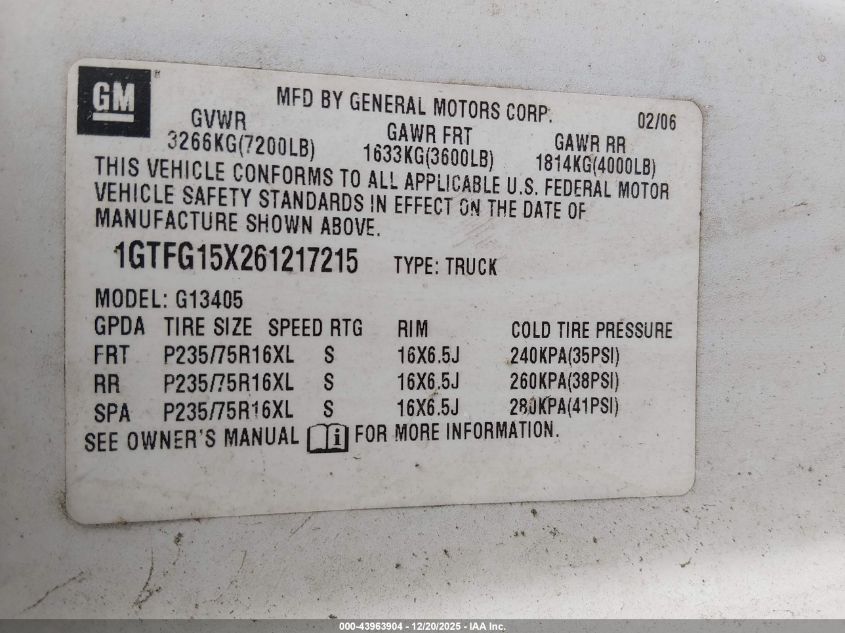 GM
MFD BY GENERAL MOTORS CORP. 02/06
GVWR GAWR FRT GAWR RR
3266KG(7200LB) 1633KG(3600LB) 1814KG(4000LB)
THIS VEHICLE CONFORMS TO ALL APPLICABLE U.S. FEDERAL MOTOR
VEHICLE SAFETY STANDARDS IN EFFECT ON THE DATE OF
MANUFACTURE SHOWN ABOVE.
1GTFG15X261217215 TYPE: TRUCK
MODEL: G13405
GPDA TIRE SIZE SPEED RTG RIM COLD TIRE PRESSURE
FRT P235/75R16XL S 16X6.5J 240KPA(35PSI)
RR P235/75R16XL S 16X6.5J 260KPA(38PSI)
SPA P235/75R16XL S 16X6.5J 280KPA(41PSI)
SEE OWNER'S MANUAL i FOR MORE INFORMATION.
000-43963904 - 12/20/2025 - IAA Inc.